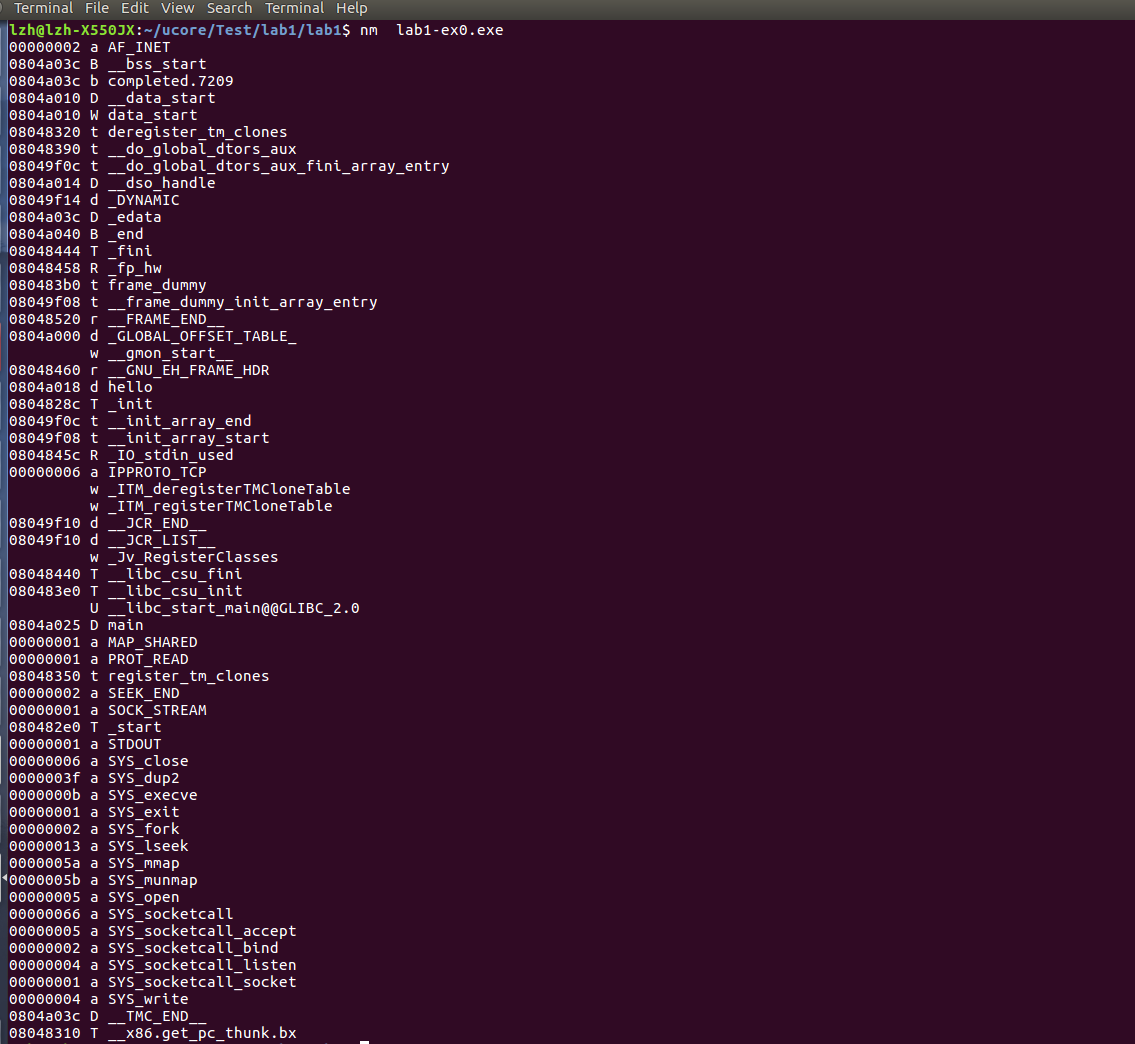 Terminal File Edit View Search Terminal Help
lzh@lzh-X550JX:~/ucore/Test/lab1/lab1$ nm  lab1-ex0.exe
00000002 a AF_INET
0804a03c B __bss_start
0804a03c b completed.7209
0804a010 D __data_start
0804a010 W data_start
08048320 t deregister_tm_clones
08048390 t __do_global_dtors_aux
08049f0c t __do_global_dtors_aux_fini_array_entry
0804a014 D __dso_handle
08049f14 d _DYNAMIC
0804a03c D _edata
0804a040 B _end
08048444 T _fini
08048458 R _fp_hw
080483b0 t frame_dummy
08049f08 t __frame_dummy_init_array_entry
08048520 r __FRAME_END__
0804a000 d _GLOBAL_OFFSET_TABLE_
         w __gmon_start__
08048460 r __GNU_EH_FRAME_HDR
0804a018 d hello
0804828c T _init
08049f0c t __init_array_end
08049f08 t __init_array_start
0804845c R _IO_stdin_used
00000006 a IPPROTO_TCP
         w _ITM_deregisterTMCloneTable
         w _ITM_registerTMCloneTable
08049f10 d __JCR_END__
08049f10 d __JCR_LIST__
         w _Jv_RegisterClasses
08048440 T __libc_csu_fini
080483e0 T __libc_csu_init
         U __libc_start_main@@GLIBC_2.0
0804a025 D main
00000001 a MAP_SHARED
00000001 a PROT_READ
08048350 t register_tm_clones
00000002 a SEEK_END
00000001 a SOCK_STREAM
080482e0 T _start
00000001 a STDOUT
00000006 a SYS_close
0000003f a SYS_dup2
0000000b a SYS_execve
00000001 a SYS_exit
00000002 a SYS_fork
00000013 a SYS_lseek
0000005a a SYS_mmap
0000005b a SYS_munmap
00000005 a SYS_open
00000066 a SYS_socketcall
00000005 a SYS_socketcall_accept
00000002 a SYS_socketcall_bind
00000004 a SYS_socketcall_listen
00000001 a SYS_socketcall_socket
00000004 a SYS_write
0804a03c D __TMC_END__
08048310 T __x86.get_pc_thunk.bx